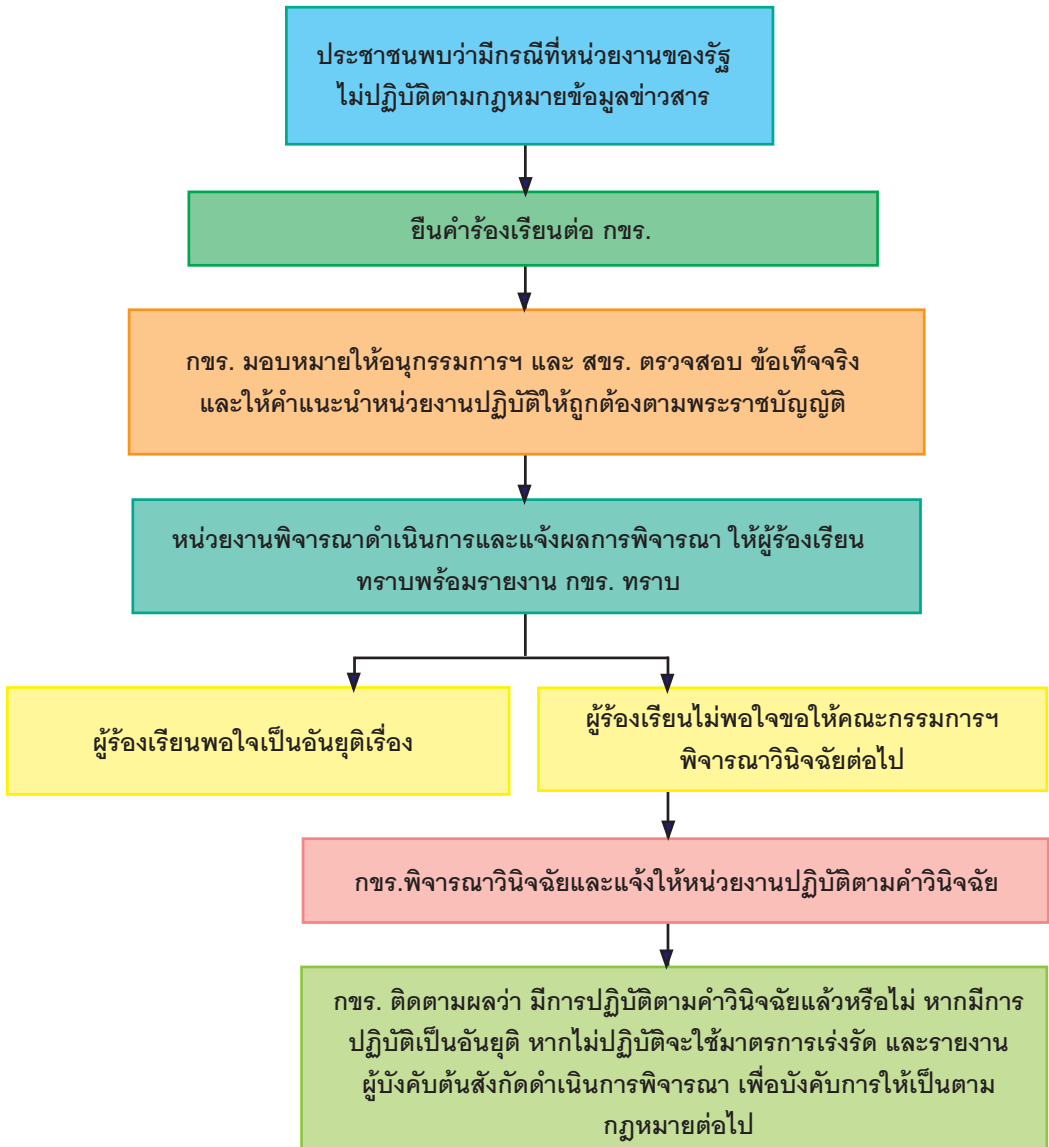 ประชาชนพบว่ามีกรณีที่หน่วยงานของรัฐ
ไม่ปฏิบัติตามกฎหมายข้อมูลข่าวสาร
ยืนคำร้องเรียนต่อ กขร.
กขร. มอบหมายให้อนุกรรมการฯ และ สขร. ตรวจสอบ ข้อเท็จจริง
และให้คำแนะนำหน่วยงานปฏิบัติให้ถูกต้องตามพระราชบัญญัติ
หน่วยงานพิจารณาดำเนินการและแจ้งผลการพิจารณา ให้ผู้ร้องเรียน
ทราบพร้อมรายงาน กขร. ทราบ
ผู้ร้องเรียนพอใจเป็นอันยุติเรื่อง
ผู้ร้องเรียนไม่พอใจขอให้คณะกรรมการฯ
พิจารณาวินิจฉัยต่อไป
กขร.พิจารณาวินิจฉัยและแจ้งให้หน่วยงานปฏิบัติตามคำวินิจฉัย
กขร. ติดตามผลว่า มีการปฏิบัติตามคำวินิจฉัยแล้วหรือไม่ หากมีการ
ปฏิบัติเป็นอันยุติ หากไม่ปฏิบัติจะใช้มาตรการเร่งรัด และรายงาน
ผู้บังคับต้นสังกัดดำเนินการพิจารณา เพื่อบังคับการให้เป็นตาม
กฎหมายต่อไป